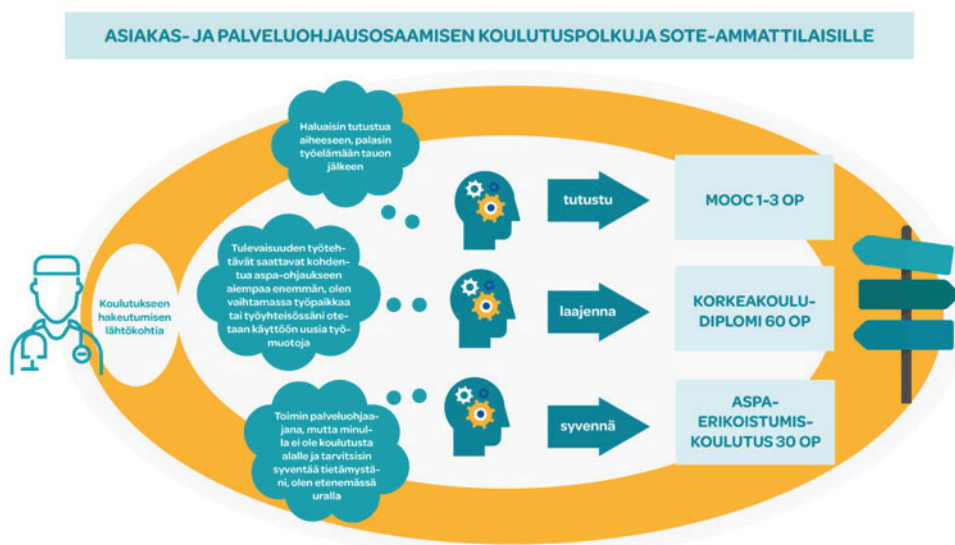 ASIAKAS- JA PALVELUOHJAUSOSAAMISEN KOULUTUSPOLKUJA SOTE-AMMATTILAISILLE
Koulutukseen
hakeutumisen
lähtökohtia
Haluaisin tutustua
aiheeseen, palasin
työelämään tauon
jälkeen
tutustu
MOOC 1-3 OP
Tulevaisuuden työteh-
tävät saattavat kohden-
tua aspa-ohjaukseen
aiempaa enemmän, olen
vaihtamassa työpaikkaa
tai työyhteisössäni ote-
taan käyttöön uusia työ-
muotoja
laajenna
KORKEAKOULU-
DIPLOMI 60 OP
Toimin palveluohjaa-
jana, mutta minul-
la ei ole koulutusta
alalle ja tarvitsisin
syventää tietämystä-
ni, olen etenemässä
uralla
syvennä
ASPA-
ERIKOISTUMIS-
KOULUTUS 30 OP